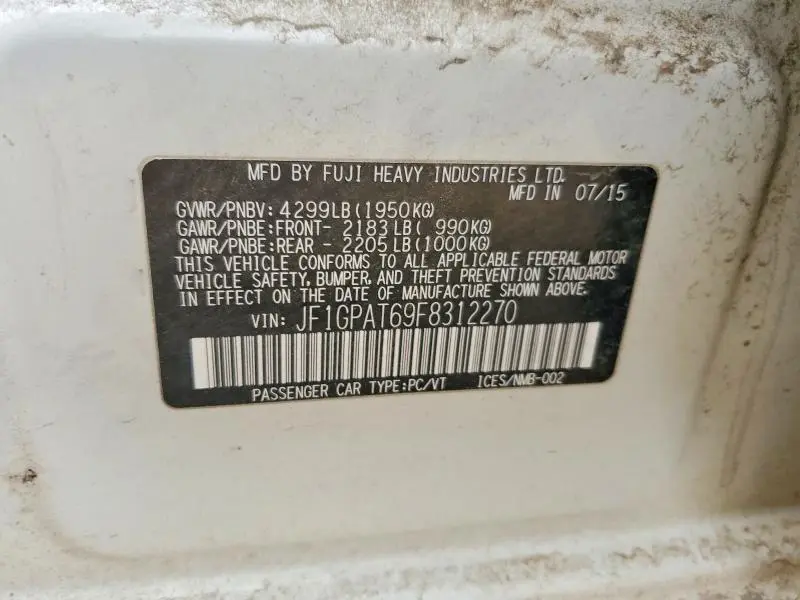 MFD BY FUJI HEAVY INDUSTRIES LTD.
MFD IN 07/15
GVWR/PNBV: 4299LB(1950KG)
GAWR/PNBE:FRONT- 2183LB( 990KG)
GAWR/PNBE:REAR - 2205LB(1000KG)
THIS VEHICLE CONFORMS TO ALL APPLICABLE FEDERAL MOTOR
VEHICLE SAFETY, BUMPER, AND THEFT PREVENTION STANDARDS
IN EFFECT ON THE DATE OF MANUFACTURE SHOWN ABOVE.
VIN: JF1GPAT69F8312270
PASSENGER CAR TYPE:PC/VT ICES/NMB-002